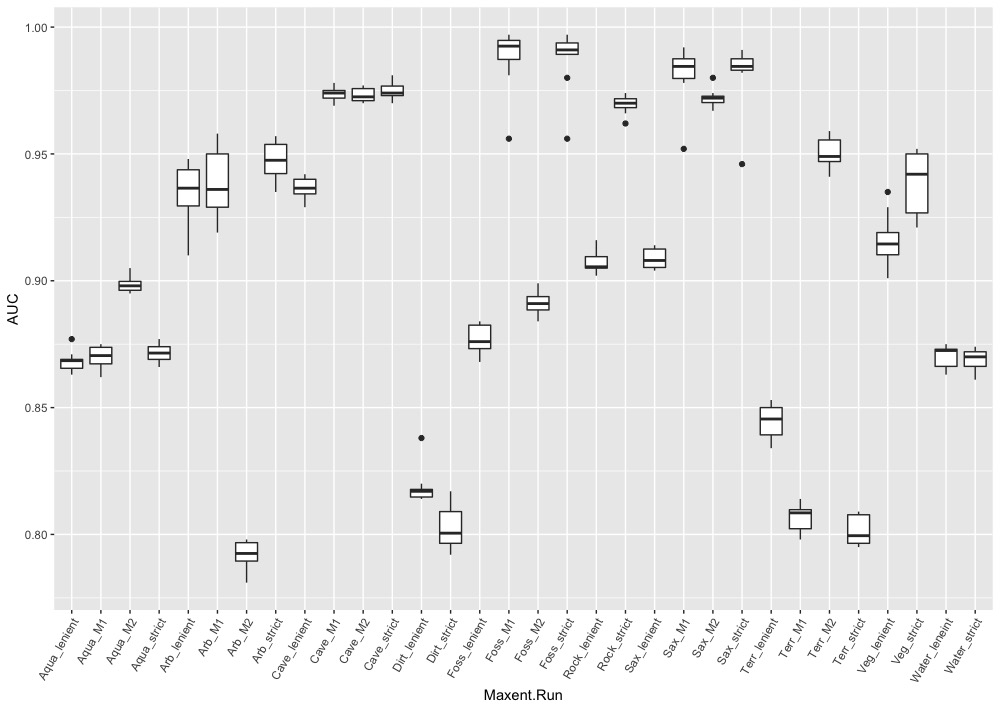 1.00
0.95
0.90
0.85
0.80
AUC
Aqua_lenient
Aqua_M1
Aqua_M2
Aqua_strict
Arb_lenient
Arb_M1
Arb_M2
Arb_strict
Cave_lenient
Cave_M1
Cave_M2
Cave_strict
Dirt_lenient
Dirt_strict
Foss_lenient
Foss_M1
Foss_M2
Foss_strict
Rock_lenient
Rock_strict
Sax_lenient
Sax_M1
Sax_M2
Sax_strict
Terr_lenient
Terr_M1
Terr_M2
Terr_strict
Veg_lenient
Veg_strict
Water_leneint
Water_strict
Maxent.Run